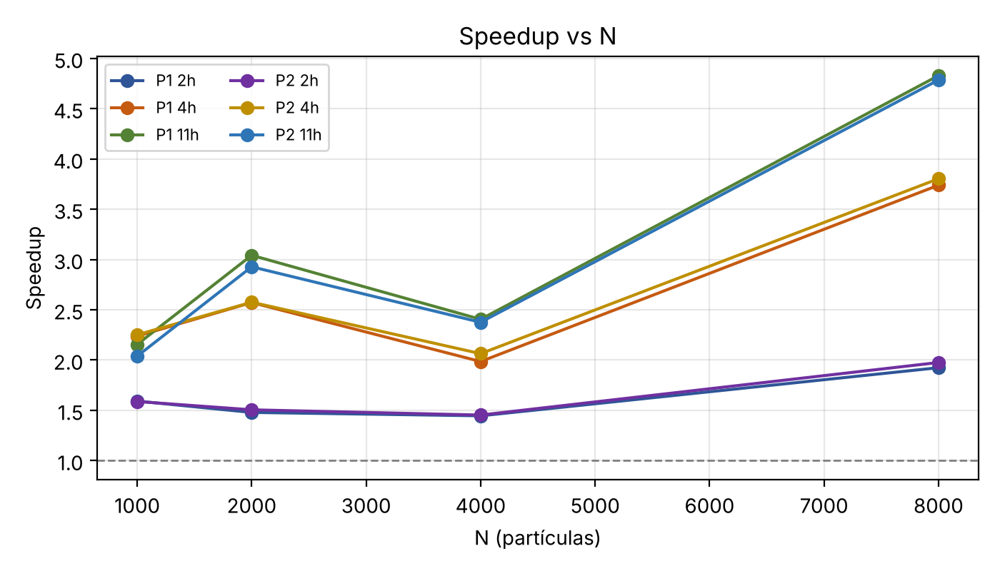 Speedup vs N
5.0
4.5
4.0
3.5
3.0
2.5
2.0
1.5
1.0
Speedup
P1 2h
P1 4h
P1 11h
P2 2h
P2 4h
P2 11h
1000 2000 3000 4000 5000 6000 7000 8000
N (partículas)